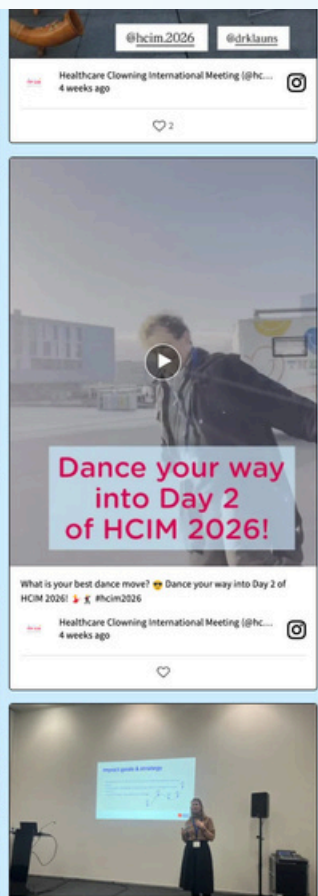 @hcim.2026 @drklauns
Healthcare Clowning International Meeting (@hc...
4 weeks ago
2
Dance your way
into Day 2
of HCIM 2026!
What is your best dance move? 😎 Dance your way into Day 2 of
HCIM 2026! 💃 🕺 #hcim2026
Healthcare Clowning International Meeting (@hc...
4 weeks ago
Impact goals & strategy